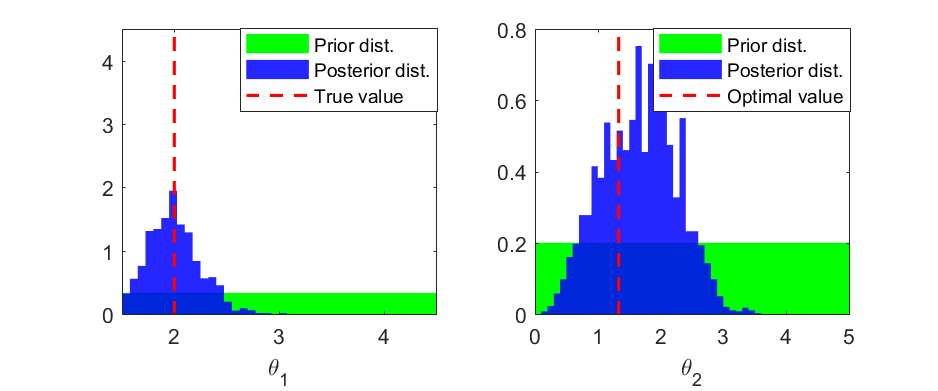 Prior dist.
Posterior dist.
True value
4
3
2
1
0
2
3
4
θ1
Prior dist.
Posterior dist.
Optimal value
0.8
0.6
0.4
0.2
0
0
1
2
3
4
5
θ2